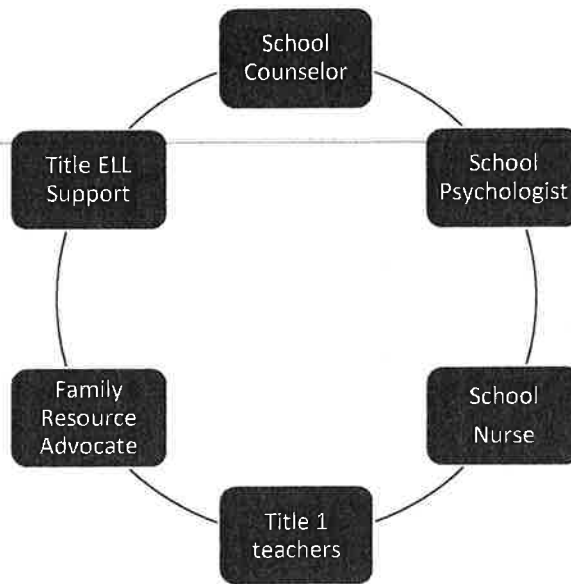 School
Counselor
School
Psychologist
School
Nurse
Title 1
teachers
Family
Resource
Advocate
Title ELL
Support